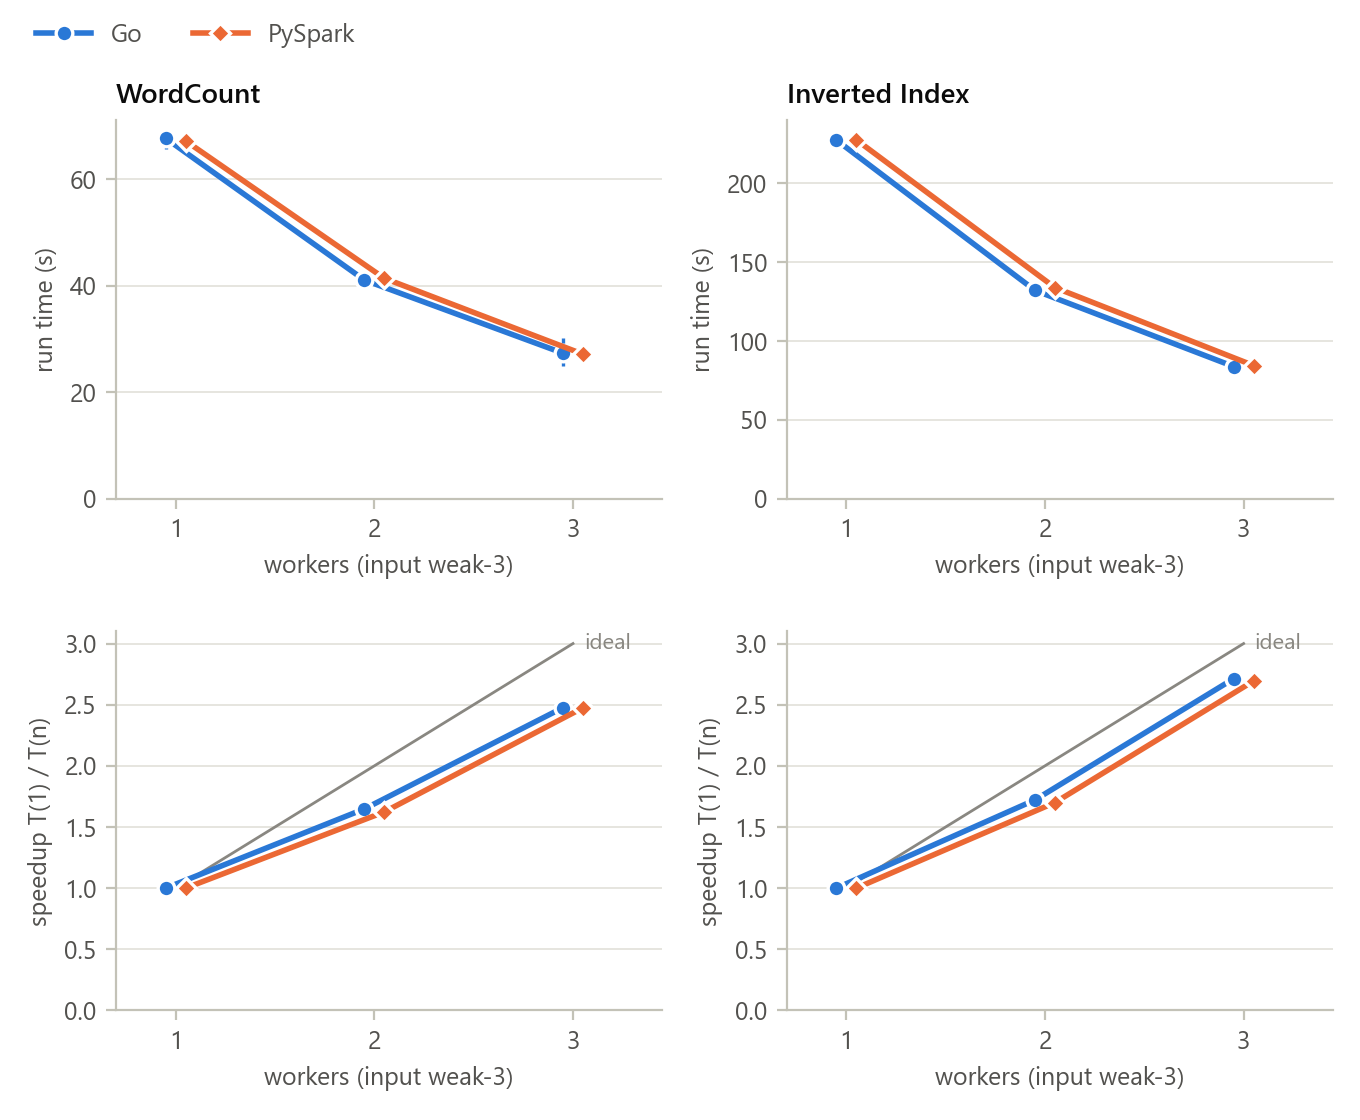 Go
PySpark
WordCount
run time (s)
60
40
20
0
1 2 3
workers (input weak-3)
Inverted Index
run time (s)
200
150
100
50
0
1 2 3
workers (input weak-3)
speedup T(1) / T(n)
3.0
2.5
2.0
1.5
1.0
0.5
0.0
ideal
1 2 3
workers (input weak-3)
speedup T(1) / T(n)
3.0
2.5
2.0
1.5
1.0
0.5
0.0
ideal
1 2 3
workers (input weak-3)